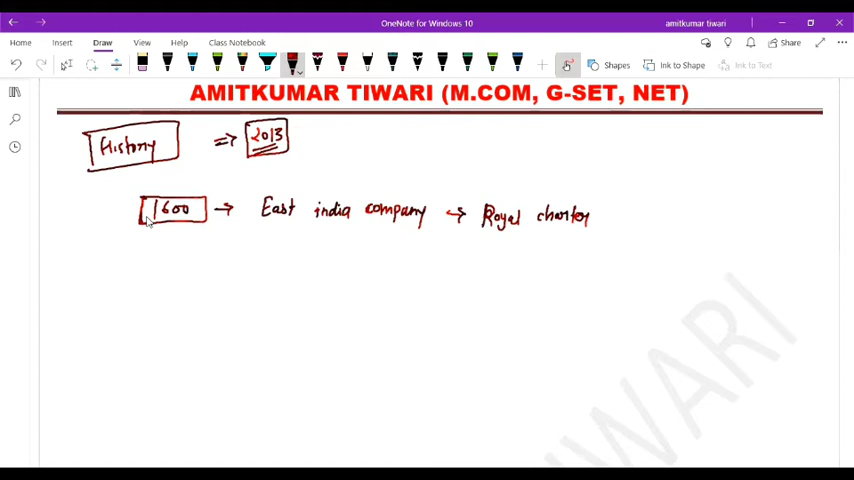 OneNote for Windows 10
amitkumar tiwari
Home Insert Draw View Help Class Notebook Share
Shapes Ink to Shape Ink to Text
AMITKUMAR TIWARI (M.COM, G-SET, NET)
History => 2013
1600 → East india company → Royal charter
WARI